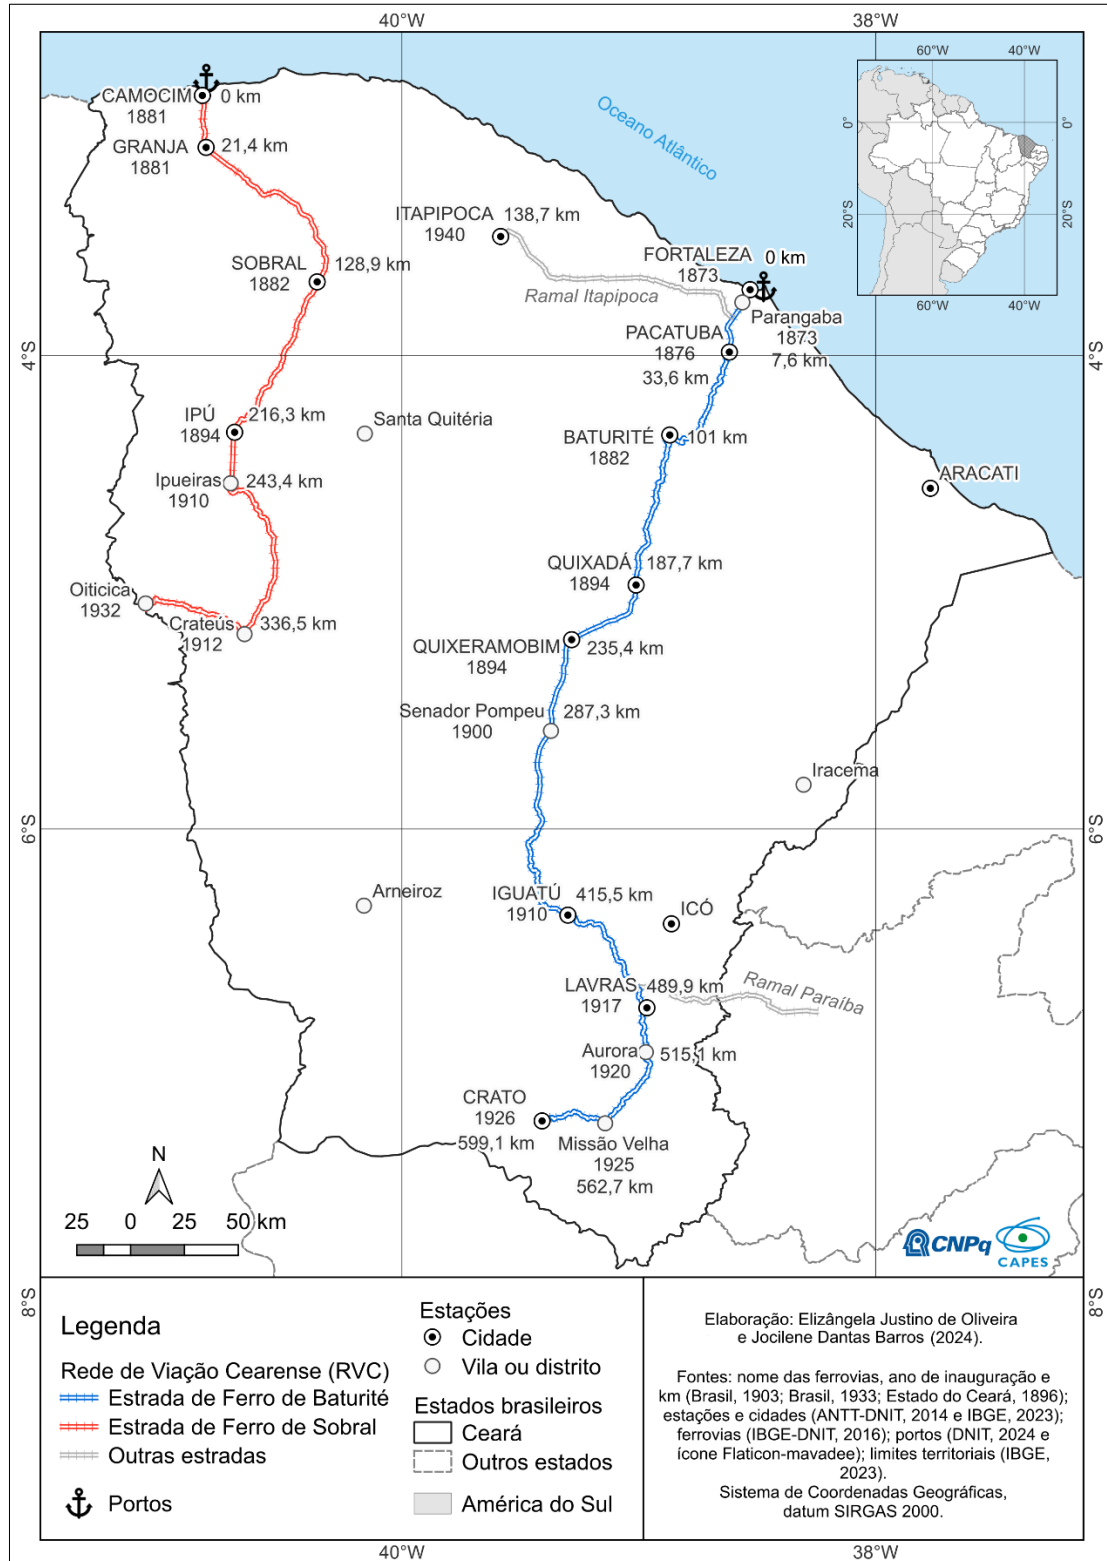 40°W
38°W
60°W
40°W
0°
0°
20°S
20°S
60°W
40°W
Oceano Atlântico
CAMOCIM
0 km
1881
GRANJA
21,4 km
1881
ITAPIPOCA
138,7 km
1940
Ramal Itapipoca
FORTALEZA
1873
0 km
SOBRAL
128,9 km
1882
Parangaba
1873
7,6 km
PACATUBA
1876
33,6 km
4°S
4°S
IPÚ
216,3 km
1894
Santa Quitéria
BATURITÉ
101 km
1882
Ipueiras
243,4 km
1910
ARACATI
QUIXADÁ
187,7 km
1894
Oiticica
1932
Crateús
336,5 km
1912
QUIXERAMOBIM
235,4 km
1894
Senador Pompeu
287,3 km
1900
Iracema
6°S
6°S
Arneiroz
IGUATÚ
415,5 km
1910
ICÓ
LAVRAS
489,9 km
1917
Ramal Paraíba
Aurora
515,1 km
1920
CRATO
1926
599,1 km
Missão Velha
1925
562,7 km
N
25 0 25 50 km
CNPq
CAPES
8°S
8°S
Legenda
Rede de Viação Cearense (RVC)
Estrada de Ferro de Baturité
Estrada de Ferro de Sobral
Outras estradas
Portos
Estações
Cidade
Vila ou distrito
Estados brasileiros
Ceará
Outros estados
América do Sul
Elaboração: Elizângela Justino de Oliveira
e Jocilene Dantas Barros (2024).
Fontes: nome das ferrovias, ano de inauguração e
km (Brasil, 1903; Brasil, 1933; Estado do Ceará, 1896);
estações e cidades (ANTT-DNIT, 2014 e IBGE, 2023);
ferrovias (IBGE-DNIT, 2016); portos (DNIT, 2024 e
ícone Flaticon-mavadee); limites territoriais (IBGE,
2023).
Sistema de Coordenadas Geográficas,
datum SIRGAS 2000.
40°W
38°W